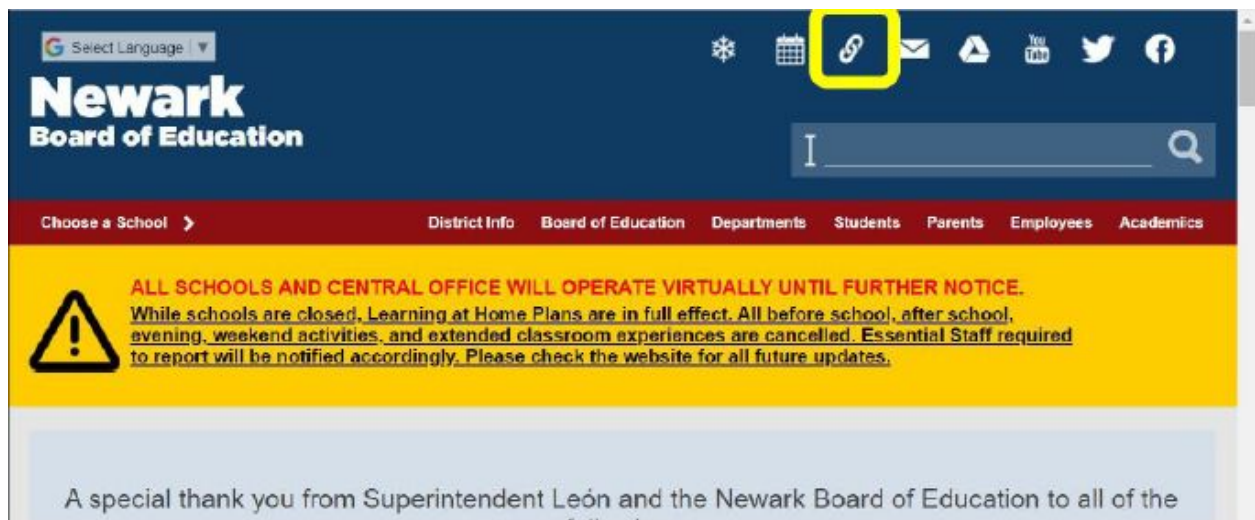 G Select Language ▼
Newark
Board of Education
You
Tube
Choose a School ❯
District Info Board of Education Departments Students Parents Employees Academics
ALL SCHOOLS AND CENTRAL OFFICE WILL OPERATE VIRTUALLY UNTIL FURTHER NOTICE.
While schools are closed, Learning at Home Plans are in full effect. All before school, after school,
evening, weekend activities, and extended classroom experiences are cancelled. Essential Staff required
to report will be notified accordingly. Please check the website for all future updates.
A special thank you from Superintendent León and the Newark Board of Education to all of the